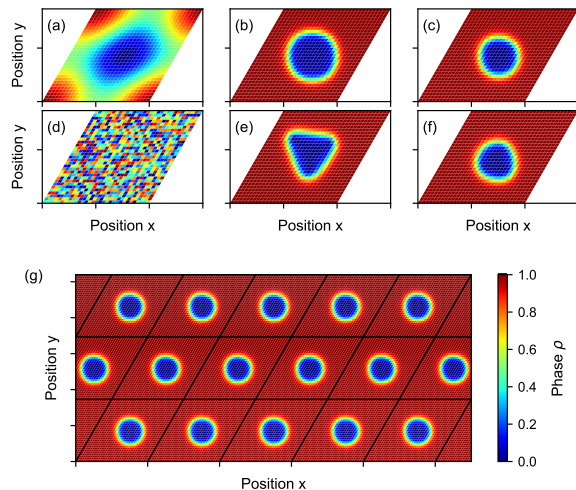 (a) (b) (c)
Position y
(d) (e) (f)
Position y
Position x Position x Position x
(g)
Position y
Position x
1.0
0.8
0.6
0.4
0.2
0.0
Phase ρ